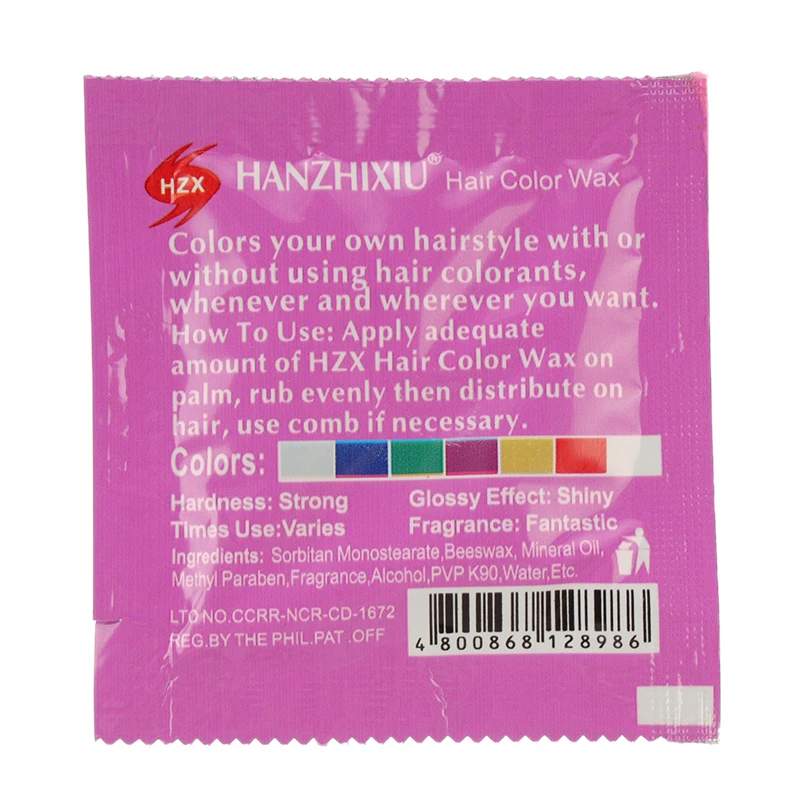 HZX HANZHIXIU® Hair Color Wax
Colors your own hairstyle with or
without using hair colorants,
whenever and wherever you want.
How To Use: Apply adequate
amount of HZX Hair Color Wax on
palm, rub evenly then distribute on
hair, use comb if necessary.
Colors:
Hardness: Strong Glossy Effect: Shiny
Times Use:Varies Fragrance: Fantastic
Ingredients: Sorbitan Monostearate,Beeswax, Mineral Oil,
Methyl Paraben,Fragrance,Alcohol,PVP K90,Water,Etc.
LTO NO.CCRR-NCR-CD-1672
REG.BY THE PHIL.PAT .OFF
4 800868 128986